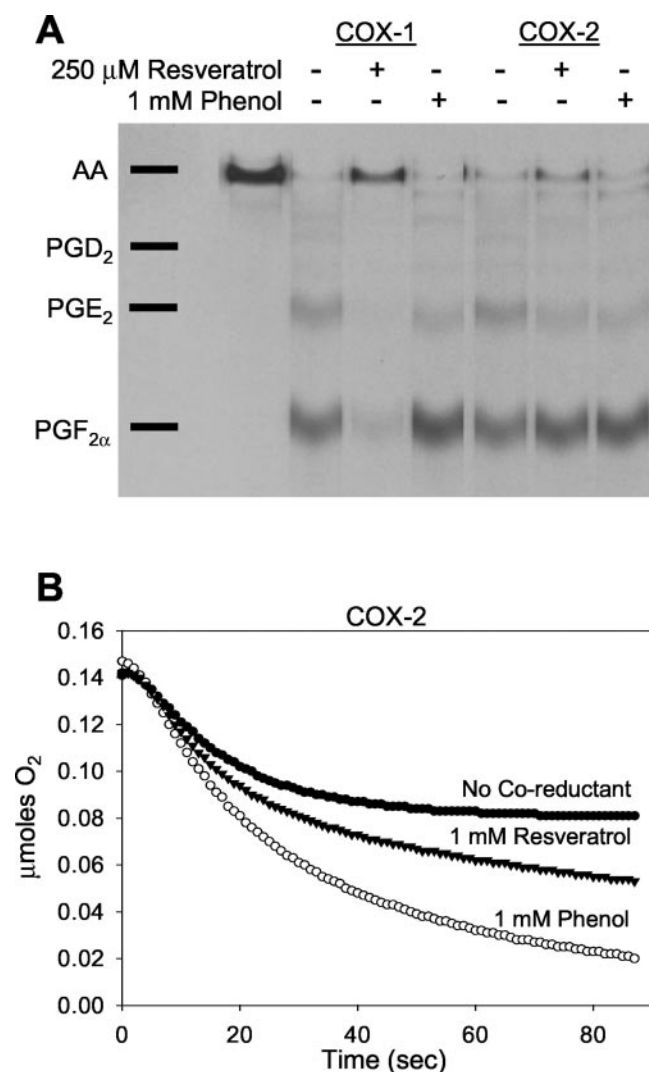 A
COX-1 COX-2
250 μM Resveratrol - + - - + -
1 mM Phenol - - + - - +
AA
PGD2
PGE2
PGF2α
B
COX-2
0.16
0.14
0.12
0.10
0.08
0.06
0.04
0.02
0.00
μmoles O2
No Co-reductant
1 mM Resveratrol
1 mM Phenol
0 20 40 60 80
Time (sec)